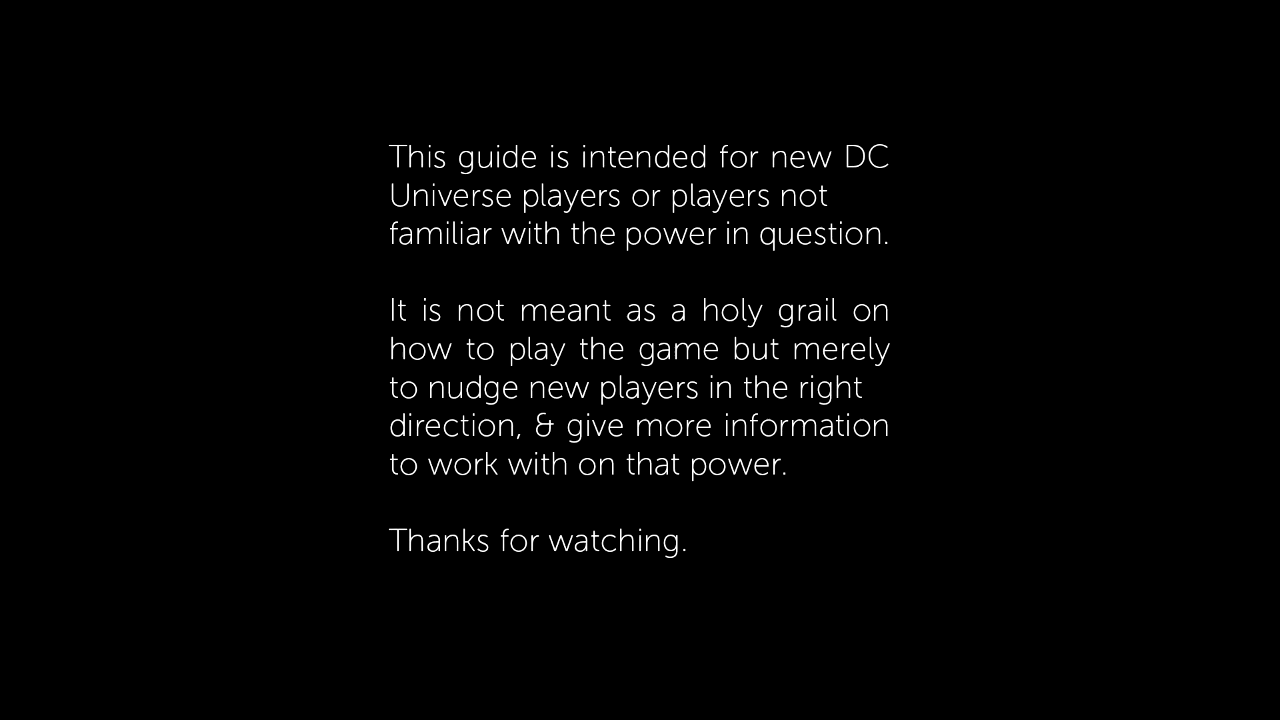 This guide is intended for new DC
Universe players or players not
familiar with the power in question.
It is not meant as a holy grail on
how to play the game but merely
to nudge new players in the right
direction, & give more information
to work with on that power.
Thanks for watching.